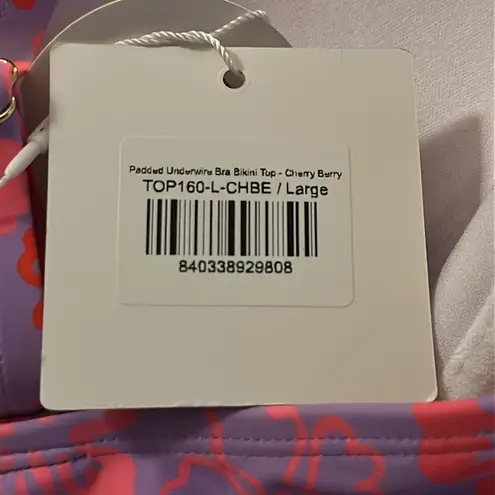 Padded Underwire Bra Bikini Top - Cherry Berry
TOP160-L-CHBE / Large
840338929808